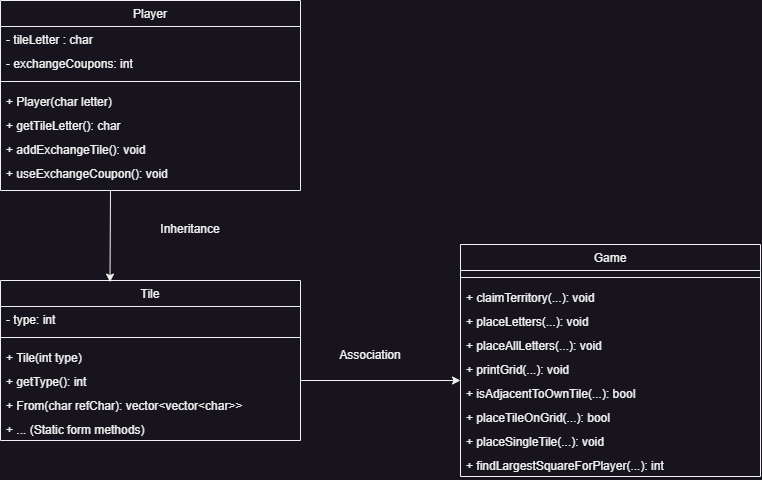 Player
- tileLetter : char
- exchangeCoupons: int
+ Player(char letter)
+ getTileLetter(): char
+ addExchangeTile(): void
+ useExchangeCoupon(): void
Inheritance
Tile
- type: int
+ Tile(int type)
+ getType(): int
+ From(char refChar): vector<vector<char>>
+ ... (Static form methods)
Association
Game
+ claimTerritory(...): void
+ placeLetters(...): void
+ placeAllLetters(...): void
+ printGrid(...): void
+ isAdjacentToOwnTile(...): bool
+ placeTileOnGrid(...): bool
+ placeSingleTile(...): void
+ findLargestSquareForPlayer(...): int